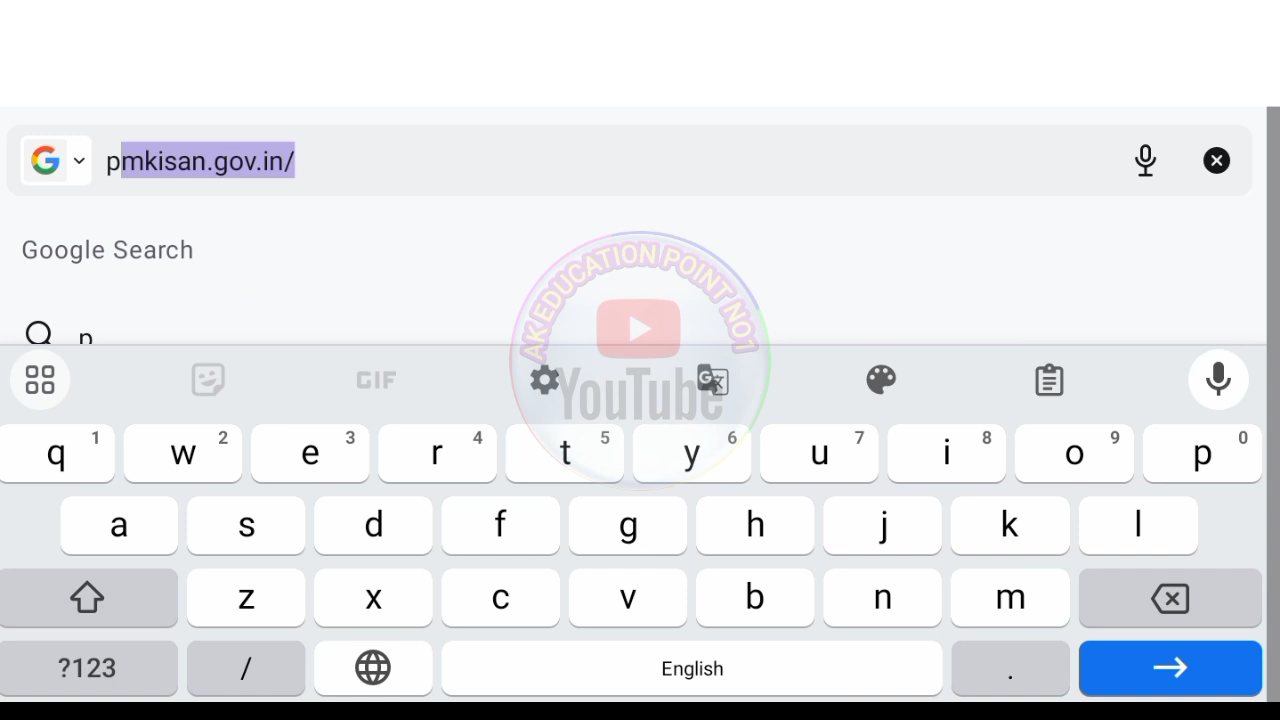 pmkisan.gov.in/
Google Search
p
AK EDUCATION POINT NO1
YouTube
GIF
q 1 w 2 e 3 r 4 t 5 y 6 u 7 i 8 o 9 p 0
a s d f g h j k l
z x c v b n m
?123 / English .